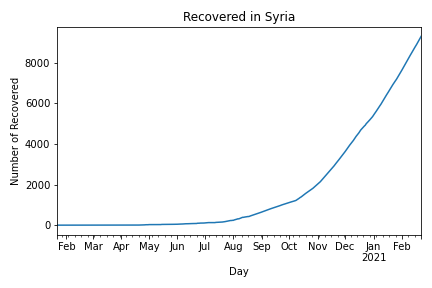 Recovered in Syria
Number of Recovered
8000
6000
4000
2000
0
Feb Mar Apr May Jun Jul Aug Sep Oct Nov Dec Jan Feb
2021
Day